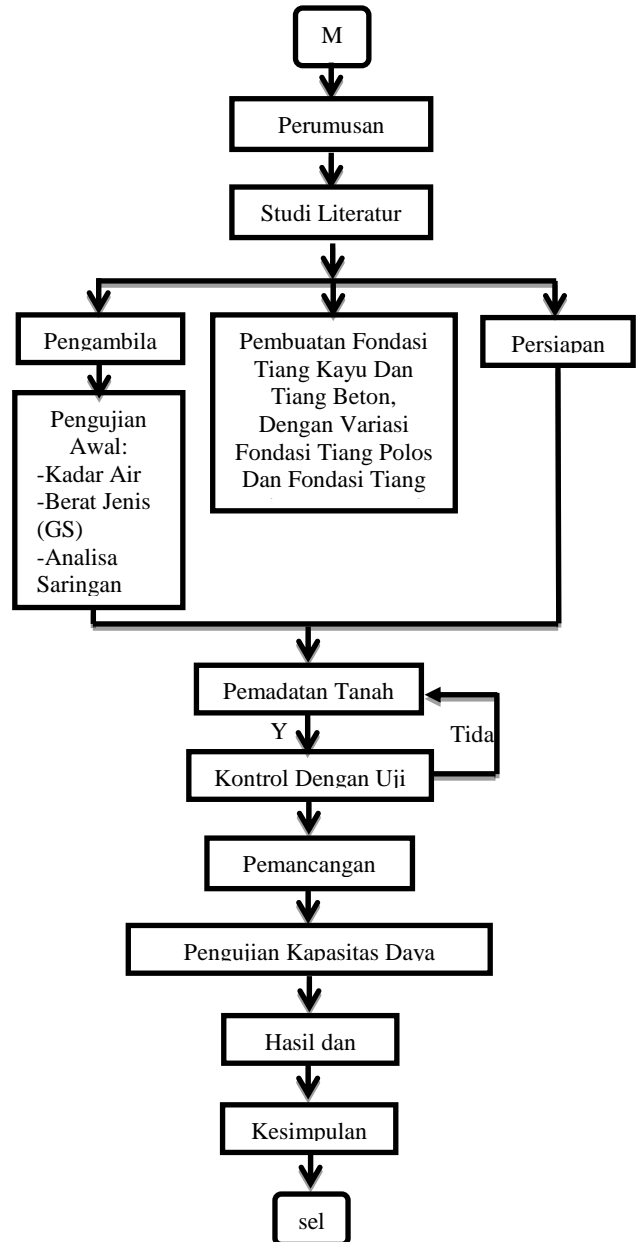 M
Perumusan
Studi Literatur
Pengambila
Pengujian
Awal:
-Kadar Air
-Berat Jenis
(GS)
-Analisa
Saringan
Pembuatan Fondasi
Tiang Kayu Dan
Tiang Beton,
Dengan Variasi
Fondasi Tiang Polos
Dan Fondasi Tiang
Persiapan
Pemadatan Tanah
Y
Tida
Kontrol Dengan Uji
Pemancangan
Pengujian Kapasitas Daya
Hasil dan
Kesimpulan
sel